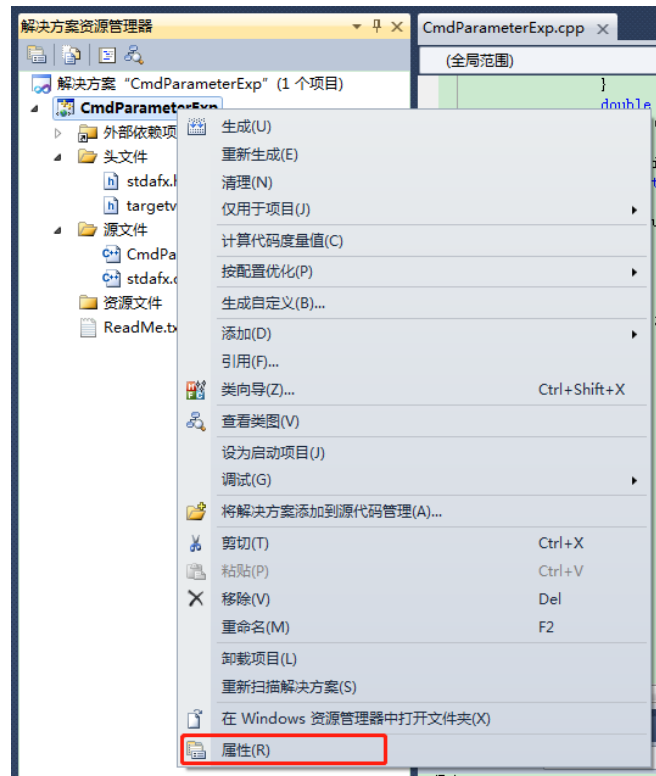 解决方案资源管理器
CmdParameterExp.cpp
(全局范围)
解决方案 “CmdParameterExp” (1 个项目)
}
CmdParameterExp
double
外部依赖项
头文件
stdafx.h
targetv
源文件
CmdPa
stdafx.c
资源文件
ReadMe.tx
生成(U)
重新生成(E)
清理(N)
仅用于项目(J)
计算代码度量值(C)
按配置优化(P)
生成自定义(B)...
添加(D)
引用(F)...
类向导(Z)... Ctrl+Shift+X
查看类图(V)
设为启动项目(J)
调试(G)
将解决方案添加到源代码管理(A)...
剪切(T) Ctrl+X
粘贴(P) Ctrl+V
移除(V) Del
重命名(M) F2
卸载项目(L)
重新扫描解决方案(S)
在 Windows 资源管理器中打开文件夹(X)
属性(R)